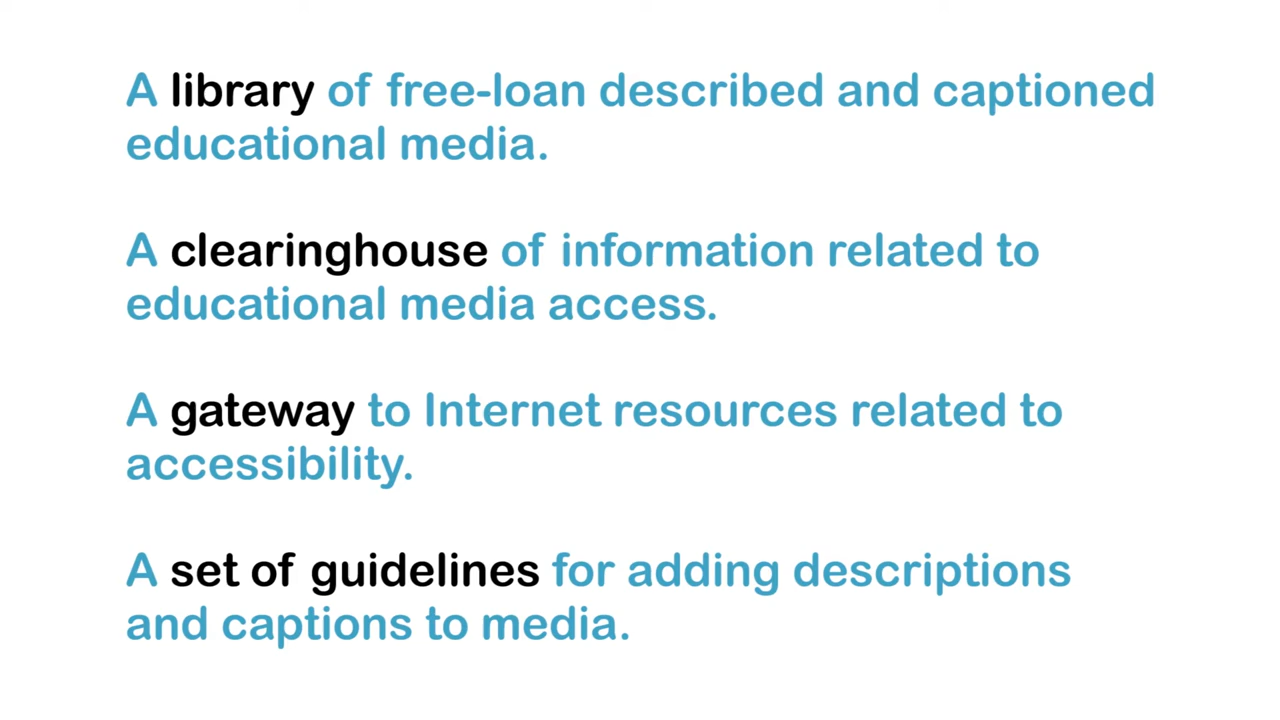 A library of free-loan described and captioned
educational media.
A clearinghouse of information related to
educational media access.
A gateway to Internet resources related to
accessibility.
A set of guidelines for adding descriptions
and captions to media.